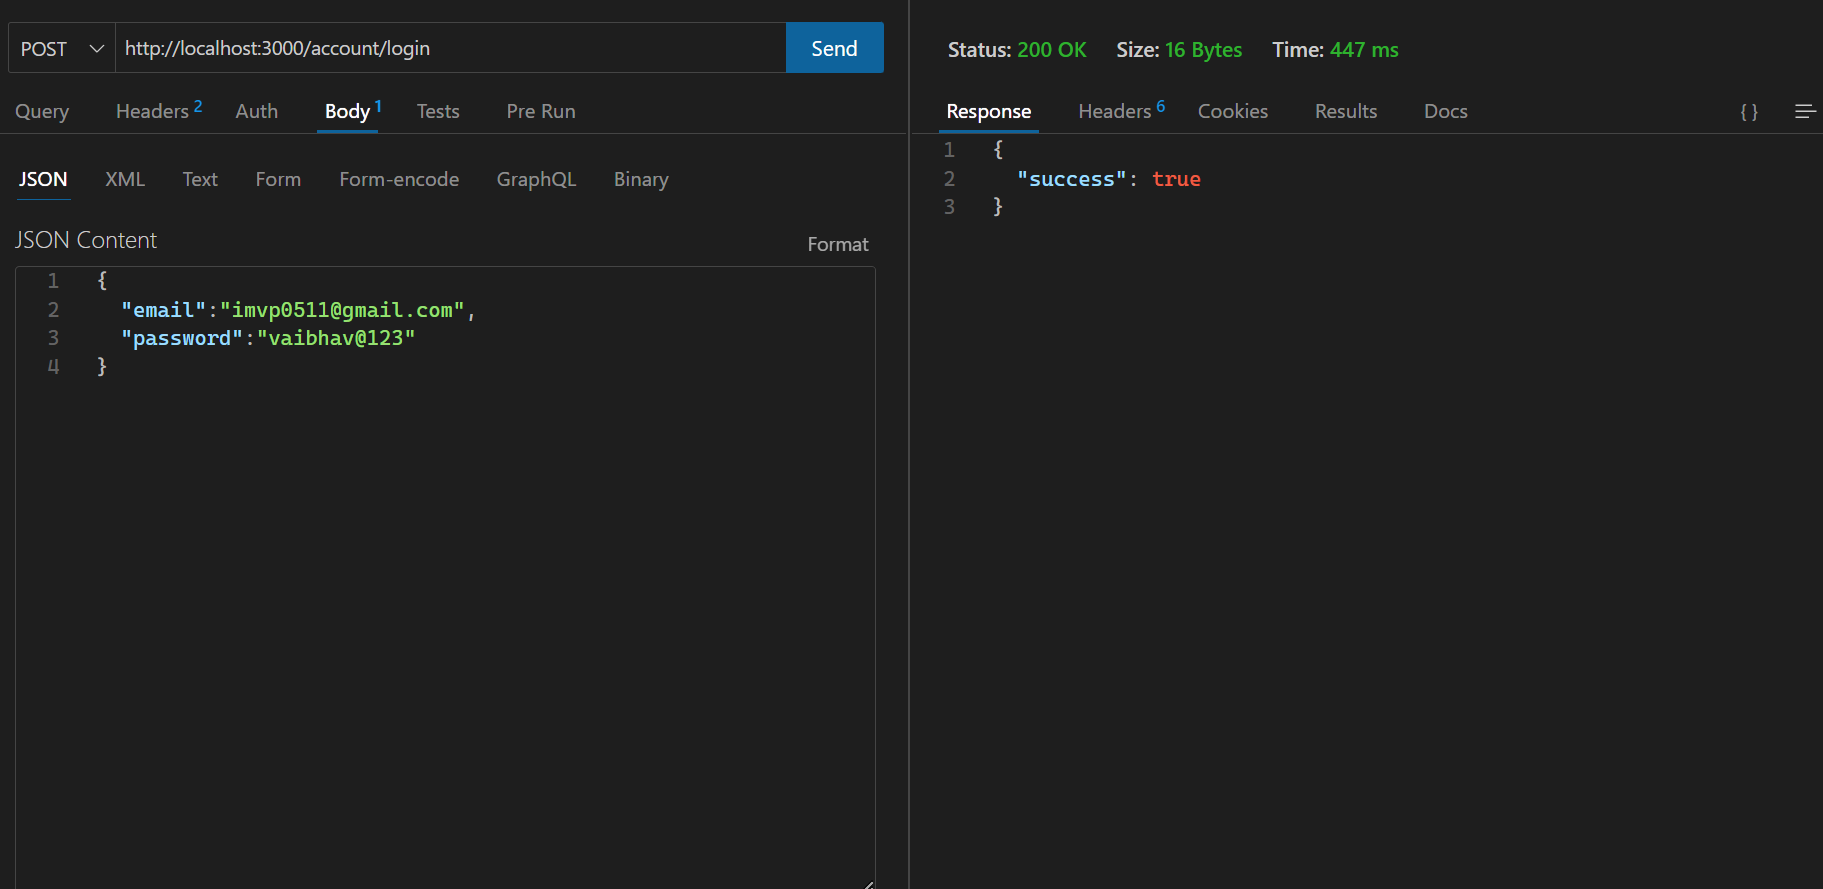 POST http://localhost:3000/account/login Send
Query Headers 2 Auth Body 1 Tests Pre Run
JSON XML Text Form Form-encode GraphQL Binary
JSON Content Format
1 {
2 "email":"imvp0511@gmail.com",
3 "password":"vaibhav@123"
4 }
Status: 200 OK Size: 16 Bytes Time: 447 ms
Response Headers 6 Cookies Results Docs { }
1 {
2 "success": true
3 }